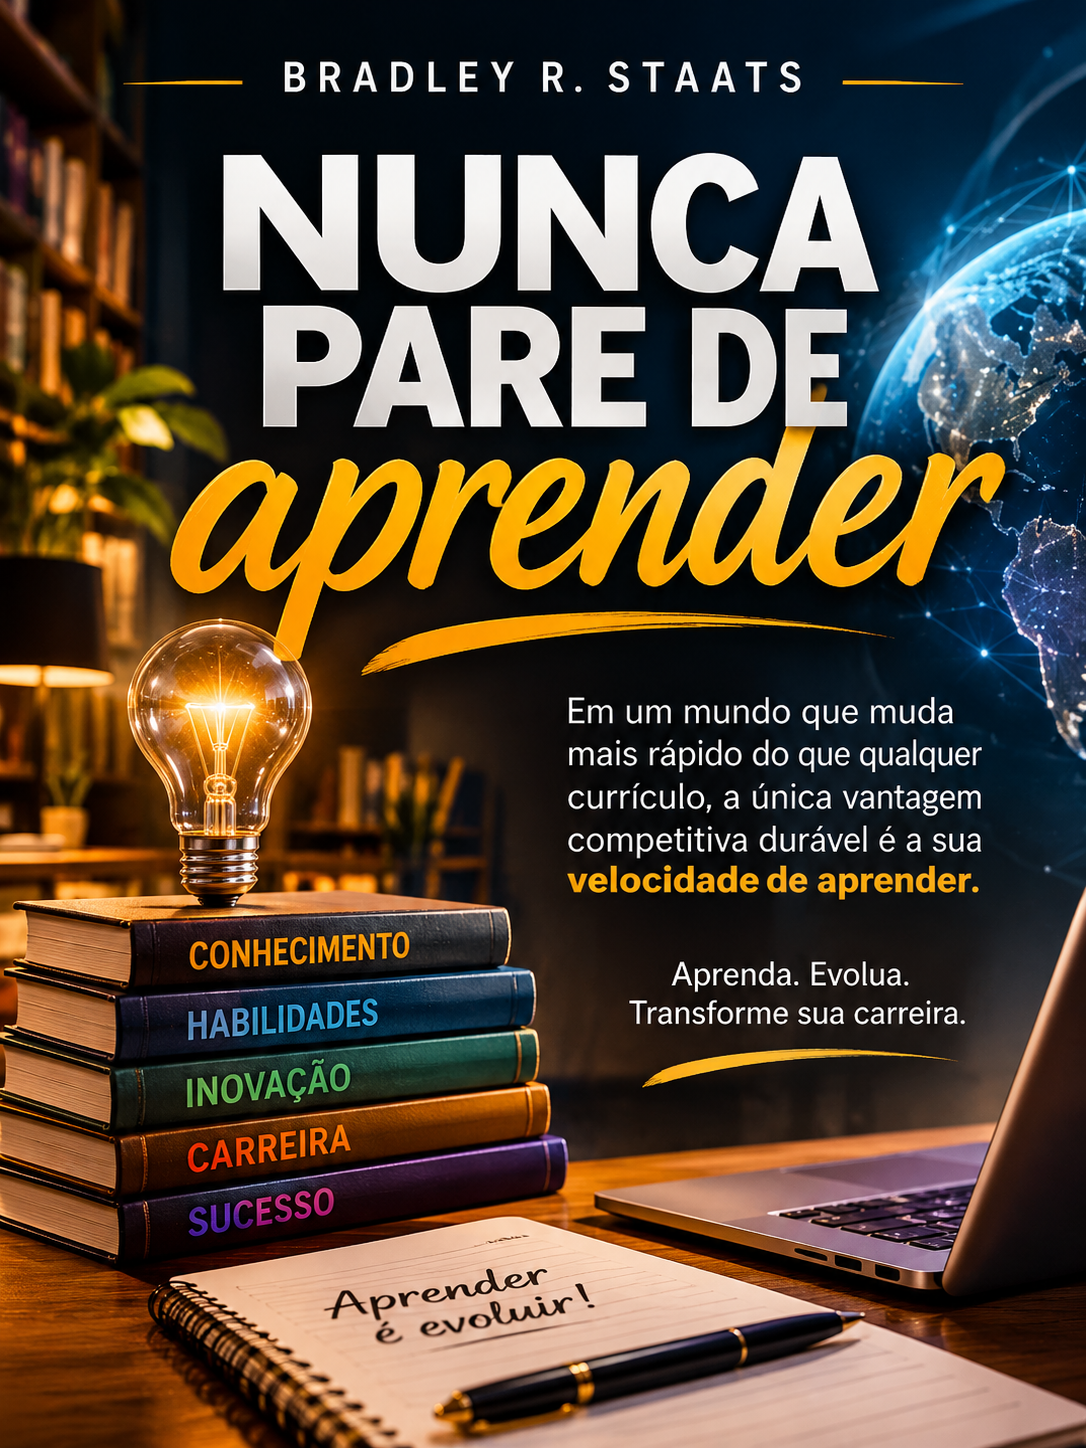 BRADLEY R. STAATS
NUNCA
PARE DE
aprender
Em um mundo que muda
mais rápido do que qualquer
currículo, a única vantagem
competitiva durável é a sua
velocidade de aprender.
Aprenda. Evolua.
Transforme sua carreira.
CONHECIMENTO
HABILIDADES
INOVAÇÃO
CARREIRA
SUCESSO
Aprender
é evoluir!